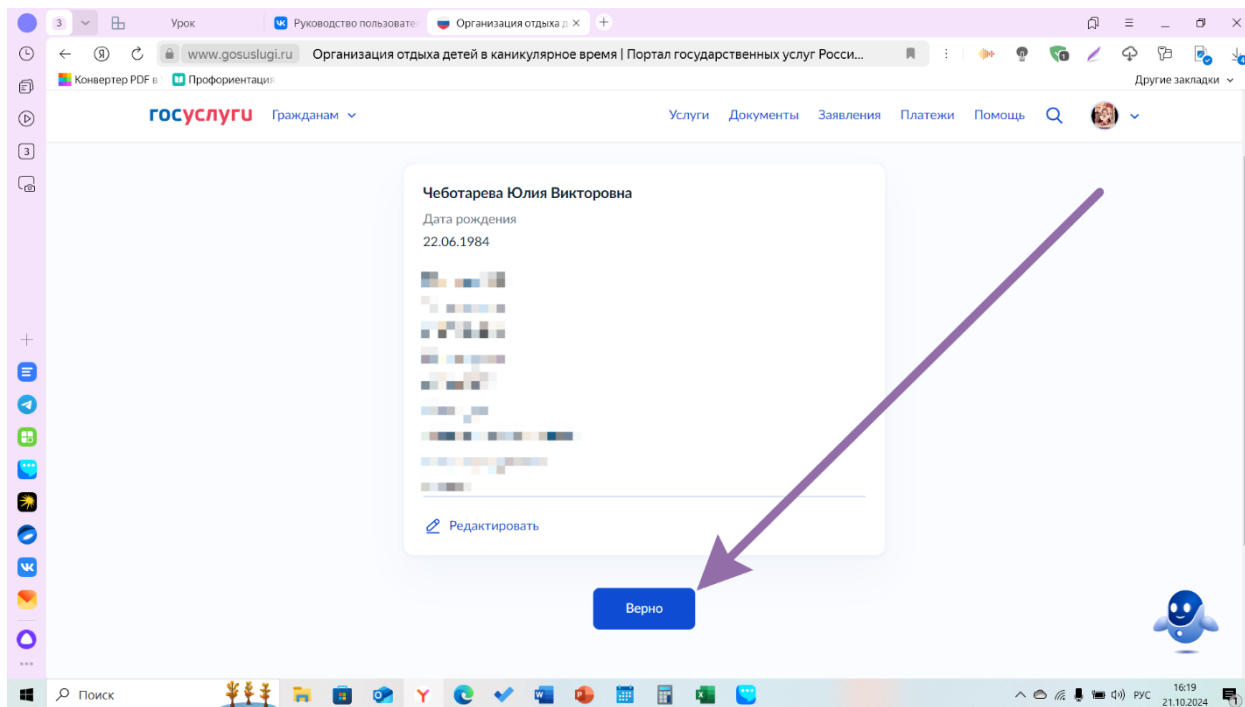 3
Урок
Руководство пользовате
Организация отдыха д
www.gosuslugi.ru Организация отдыха детей в каникулярное время | Портал государственных услуг Росси...
Конвертер PDF в
Профориентация
Другие закладки
госуслуги Гражданам
Услуги Документы Заявления Платежи Помощь
3
Чеботарева Юлия Викторовна
Дата рождения
22.06.1984
Редактировать
Верно
Поиск
РУС
16:19
21.10.2024